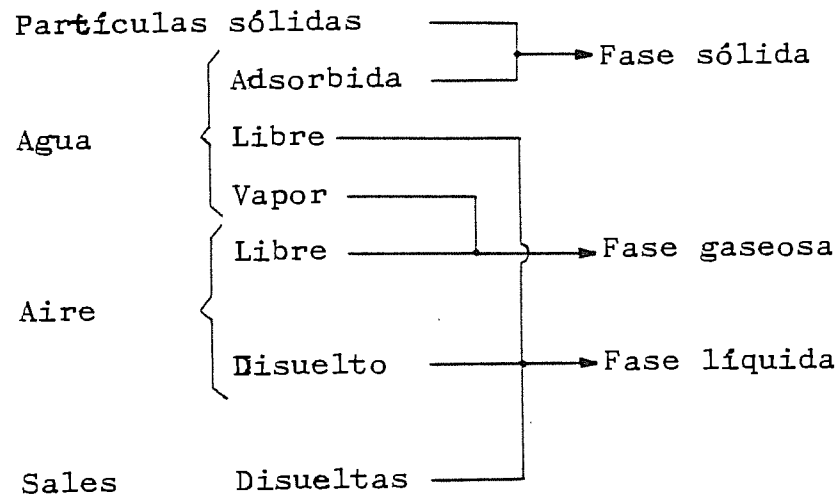 Partículas sólidas
Fase sólida
Adsorbida
Agua
Libre
Vapor
Libre
Fase gaseosa
Aire
Disuelto
Fase líquida
Sales
Disueltas